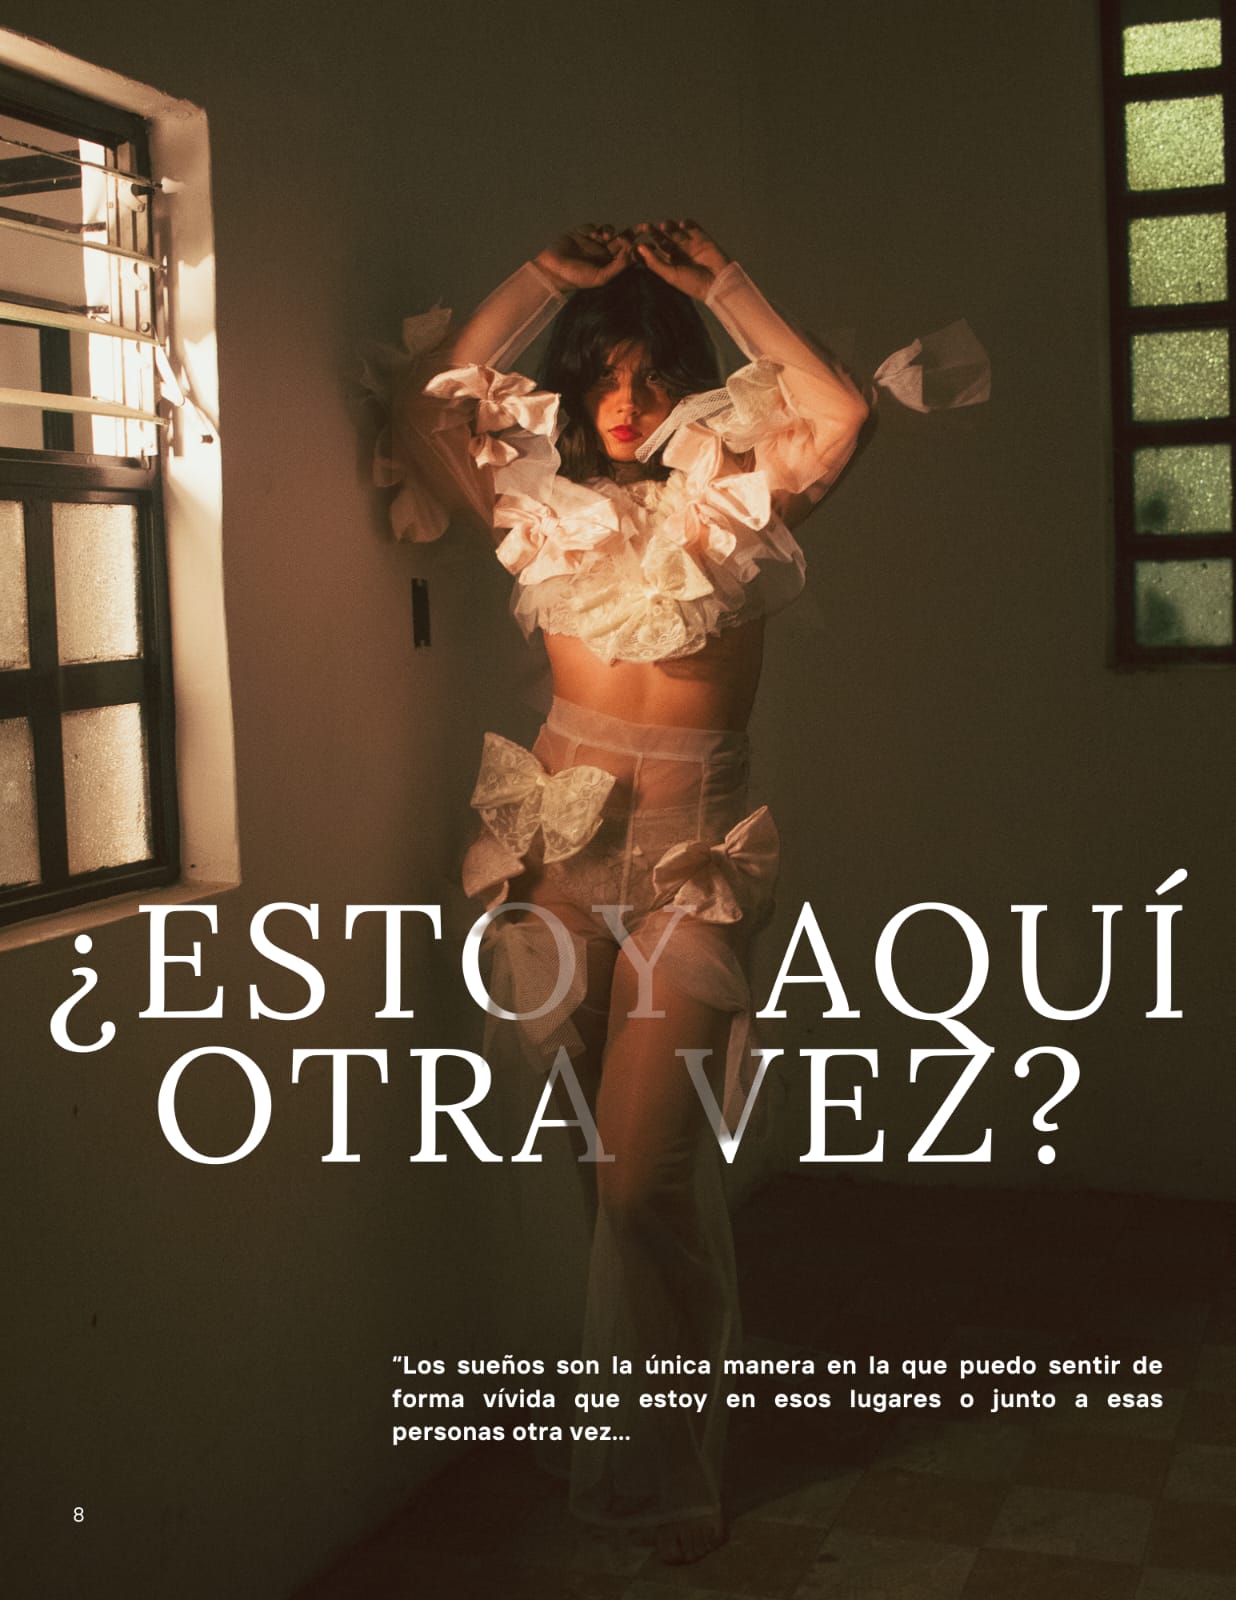 ¿ESTOY AQUÍ
OTRA VEZ?
“Los sueños son la única manera en la que puedo sentir de
forma vívida que estoy en esos lugares o junto a esas
personas otra vez...
8